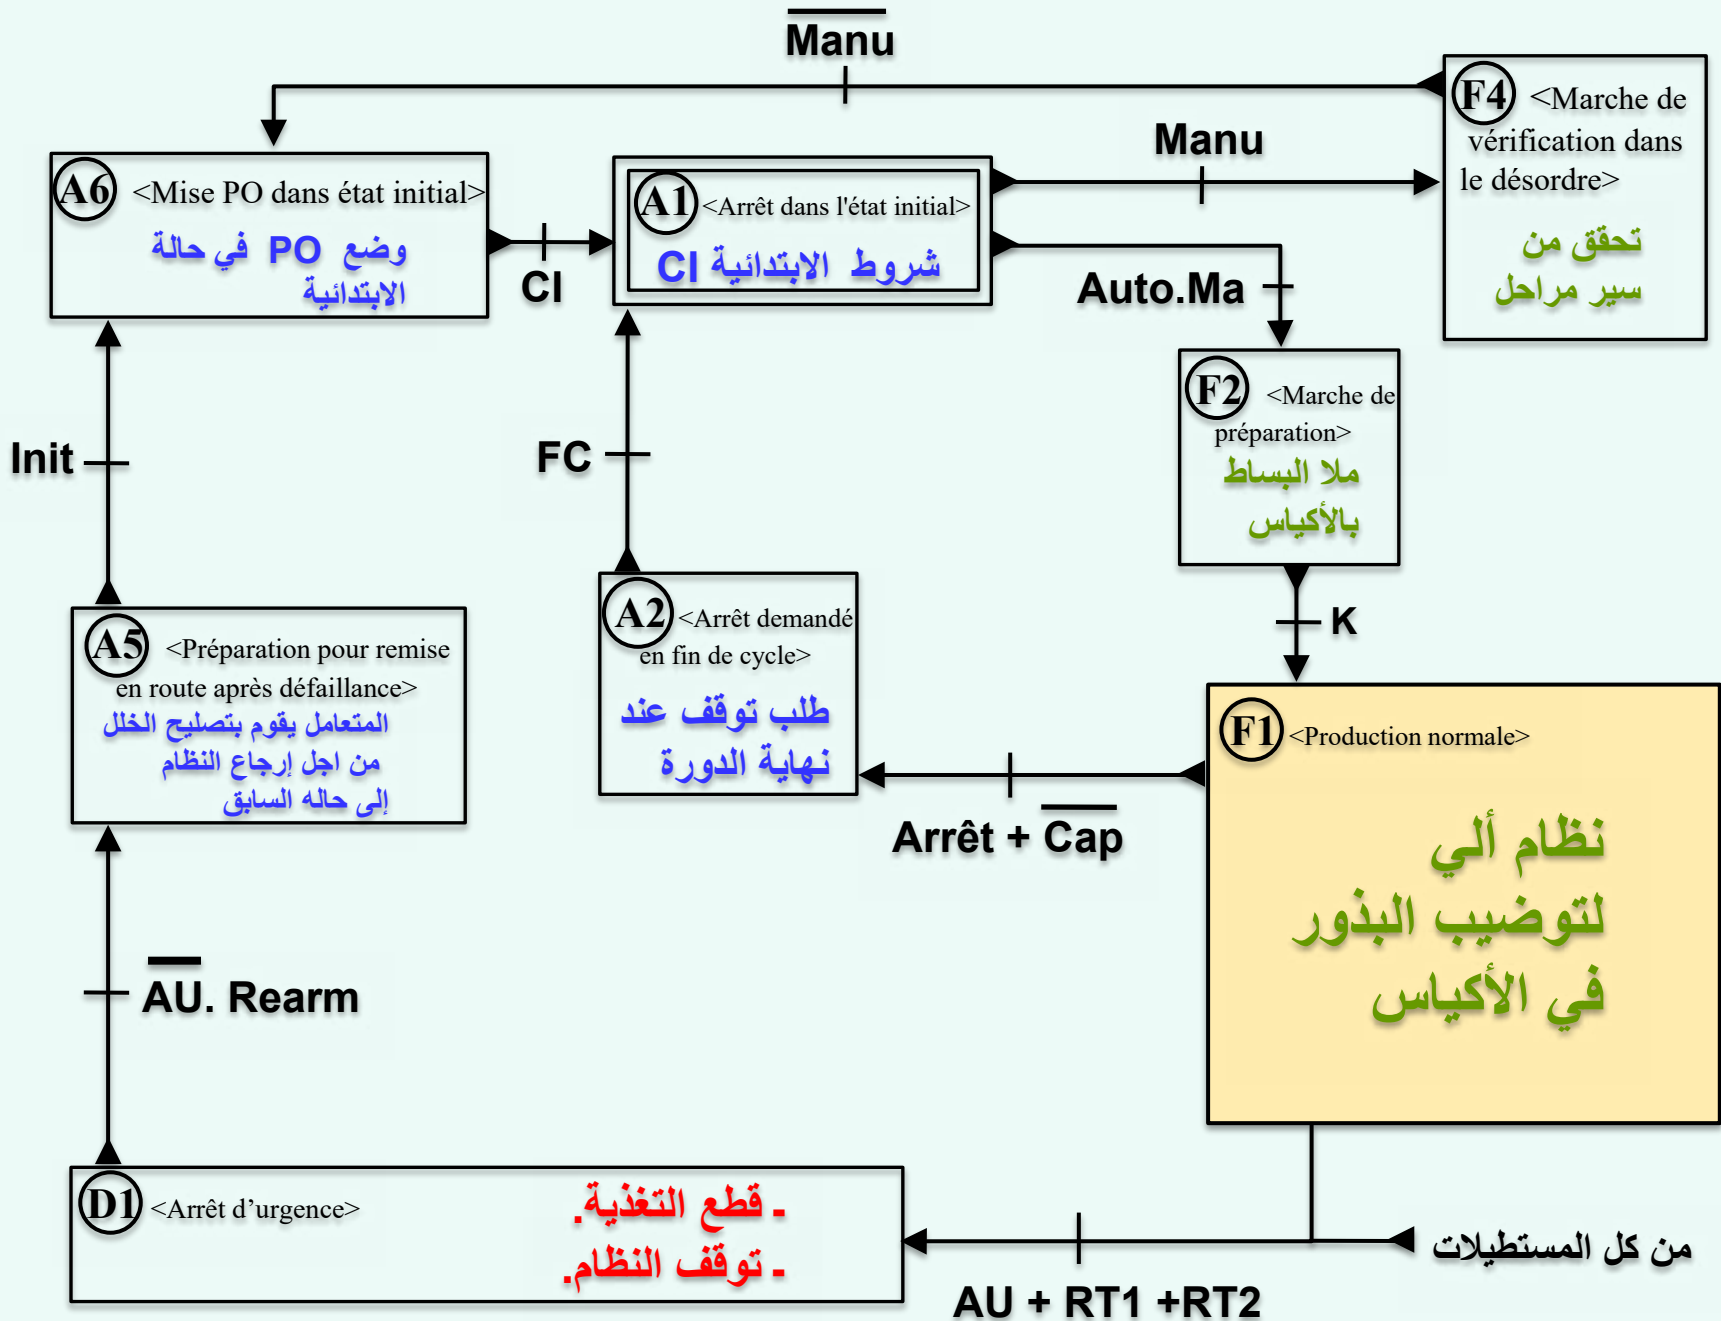 M̅a̅n̅u̅
F4 <Marche de
vérification dans
le désordre>
تحقق من
سير مراحل
Manu
A6 <Mise PO dans état initial>
وضع PO في حالة
الابتدائية
CI
A1 <Arrêt dans l'état initial>
شروط الابتدائية CI
Auto.Ma
F2 <Marche de
préparation>
ملا البساط
بالأكياس
Init
FC
K
A5 <Préparation pour remise
en route après défaillance>
المتعامل يقوم بتصليح الخلل
من اجل إرجاع النظام
إلى حاله السابق
A2 <Arrêt demandé
en fin de cycle>
طلب توقف عند
نهاية الدورة
F1 <Production normale>
نظام ألي
لتوضيب البذور
في الأكياس
Arrêt + C̅a̅p̅
A̅U̅. Rearm
D1 <Arrêt d’urgence>
- قطع التغذية.
- توقف النظام.
من كل المستطيلات
AU + RT1 +RT2